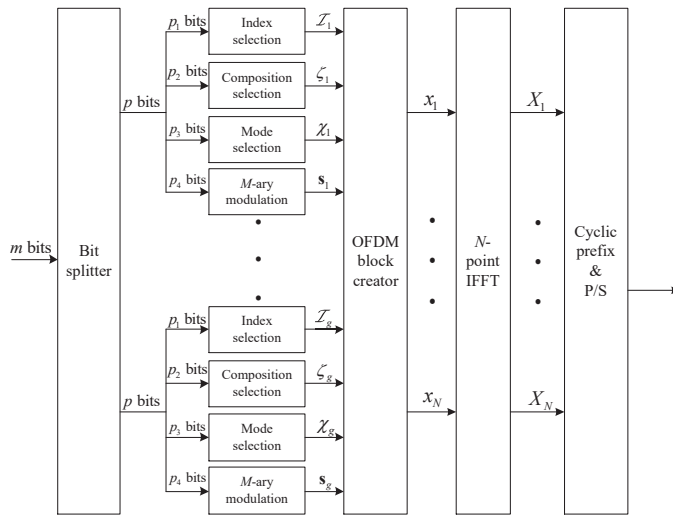 m bits
Bit
splitter
p bits
p1 bits
Index
selection
ℐ1
p2 bits
Composition
selection
ζ1
p3 bits
Mode
selection
χ1
p4 bits
M-ary
modulation
s1
p bits
p1 bits
Index
selection
ℐg
p2 bits
Composition
selection
ζg
p3 bits
Mode
selection
χg
p4 bits
M-ary
modulation
sg
OFDM
block
creator
x1
xN
N-
point
IFFT
X1
XN
Cyclic
prefix
&
P/S